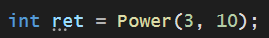 int ret = Power(3, 10);